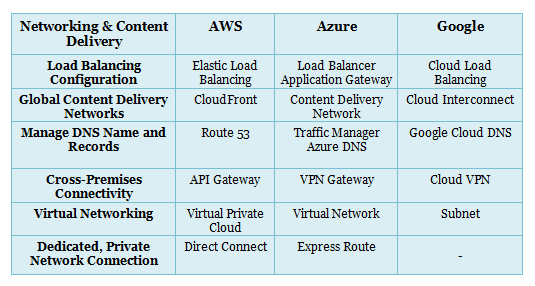 Networking & Content Delivery
AWS
Azure
Google
Load Balancing Configuration
Elastic Load Balancing
Load Balancer Application Gateway
Cloud Load Balancing
Global Content Delivery Networks
CloudFront
Content Delivery Network
Cloud Interconnect
Manage DNS Name and Records
Route 53
Traffic Manager
Azure DNS
Google Cloud DNS
Cross-Premises Connectivity
API Gateway
VPN Gateway
Cloud VPN
Virtual Networking
Virtual Private Cloud
Virtual Network
Subnet
Dedicated, Private Network Connection
Direct Connect
Express Route
-